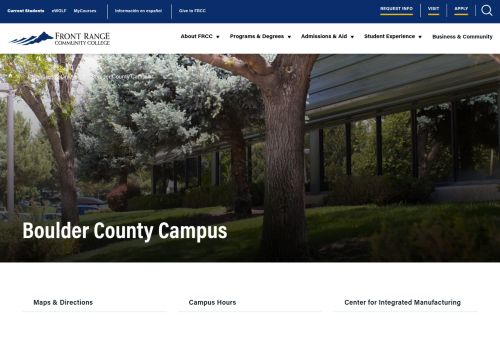 Current Students eWOLF MyCourses Información en español Give to FRCC REQUEST INFO VISIT APPLY
FRONT RANGE
COMMUNITY COLLEGE
About FRCC Programs & Degrees Admissions & Aid Student Experience Business & Community
Boulder County Campus
Boulder County Campus
Maps & Directions Campus Hours Center for Integrated Manufacturing